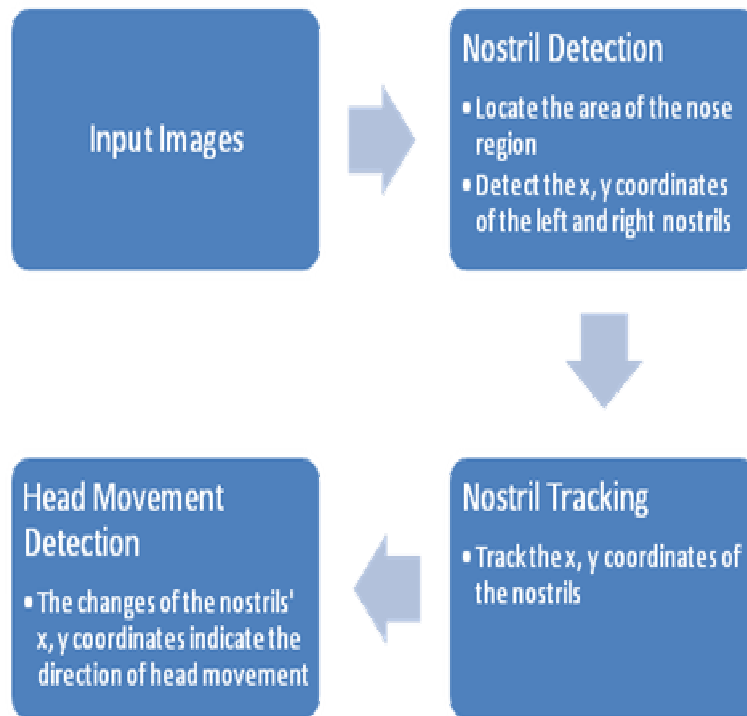 Input Images
Nostril Detection
• Locate the area of the nose
region
• Detect the x, y coordinates
of the left and right nostrils
Nostril Tracking
• Track the x, y coordinates of
the nostrils
Head Movement
Detection
• The changes of the nostrils'
x, y coordinates indicate the
direction of head movement